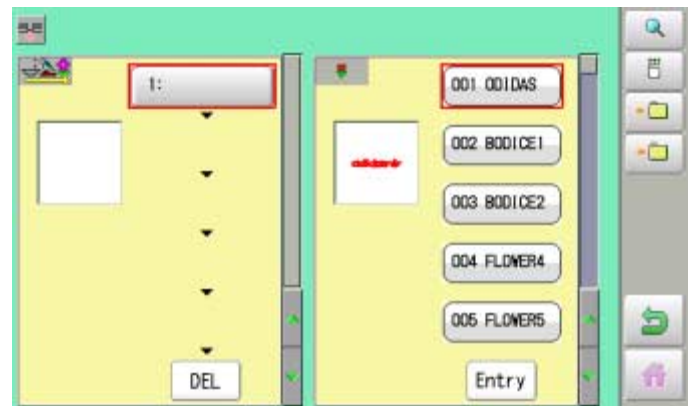 1:
DEL
001 ODIDAS
002 BODICE1
003 BODICE2
004 FLOWER4
005 FLOWER5
Entry